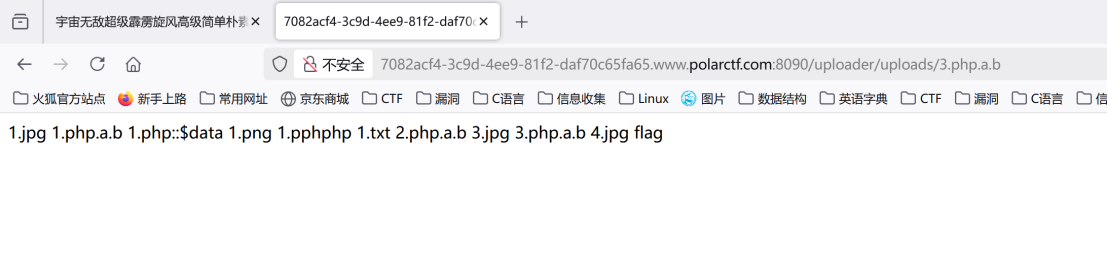 宇宙无敌超级霹雳旋风高级简单朴素 7082acf4-3c9d-4ee9-81f2-daf70c
不安全 7082acf4-3c9d-4ee9-81f2-daf70c65fa65.www.polarctf.com:8090/uploader/uploads/3.php.a.b
火狐官方站点 新手上路 常用网址 京东商城 CTF 漏洞 C语言 信息收集 Linux 图片 数据结构 英语字典 CTF 漏洞 C语言 信
1.jpg 1.php.a.b 1.php::$data 1.png 1.pphphp 1.txt 2.php.a.b 3.jpg 3.php.a.b 4.jpg flag